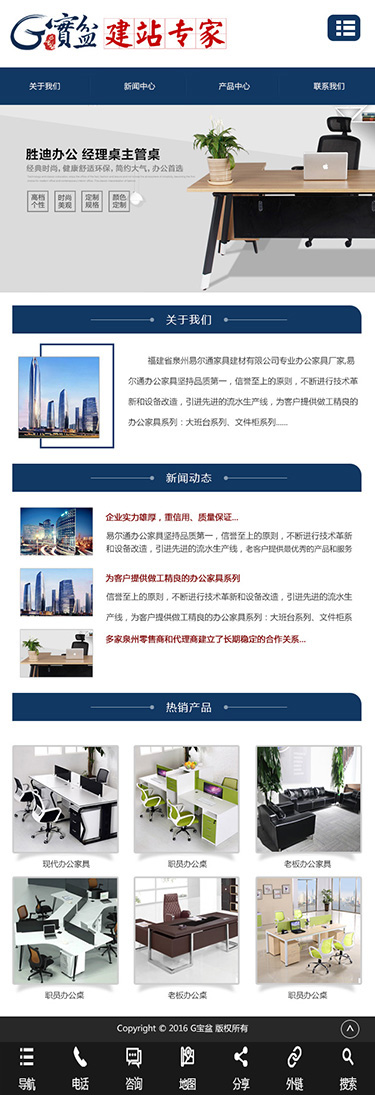 G寳盆 建站专家
关于我们 新闻中心 产品中心 联系我们
胜迪办公 经理桌主管桌
经典时尚,健康舒适环保,简约大气,办公首选
高档 时尚 定制 颜色
个性 美观 规格 定制
关于我们
福建省泉州易尔通家具建材有限公司专业办公家具厂家,易
尔通办公家具坚持品质第一，信誉至上的原则，不断进行技术革
新和设备改造，引进先进的流水生产线，为客户提供做工精良的
办公家具系列：大班台系列、文件柜系列......
新闻动态
企业实力雄厚，重信用、质量保证...
易尔通办公家具坚持品质第一，信誉至上的原则，不断进行技术革新
和设备改造，引进先进的流水生产线，老客户提供最优秀的产品和服务
为客户提供做工精良的办公家具系列
信誉至上的原则，不断进行技术革新和设备改造，引进先进的流水生
产线，为客户提供做工精良的办公家具系列：大班台系列、文件柜系
多家泉州零售商和代理商建立了长期稳定的合作关系...
热销产品
现代办公家具 职员办公桌 老板办公家具
职员办公桌 老板办公桌 职员办公桌
Copyright © 2016 G宝盆 版权所有
导航 电话 咨询 地图 分享 外链 搜索